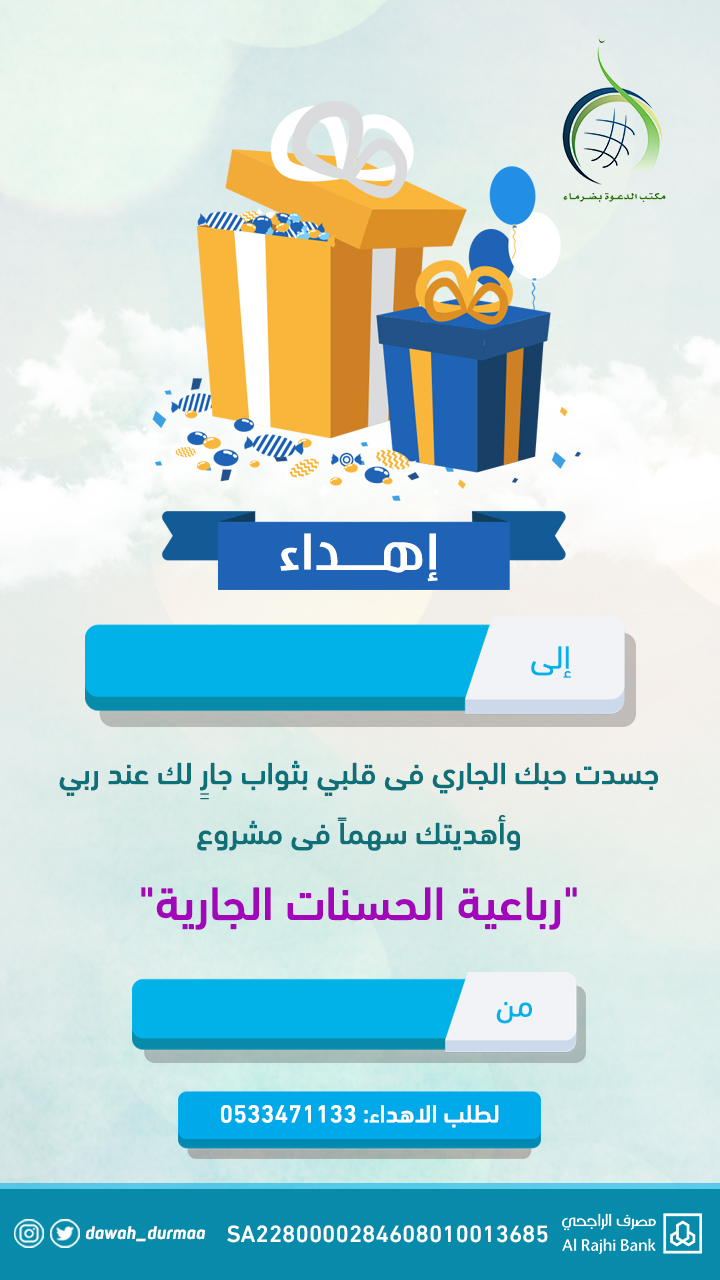 مكتب الدعوة بضرماء
إهـــداء
إلى
جسدت حبك الجاري فى قلبي بثواب جارٍ لك عند ربي
وأهديتك سهماً فى مشروع
"رباعية الحسنات الجارية"
من
لطلب الاهداء: 0533471133
مصرف الراجحي
Al Rajhi Bank
SA2280000284608010013685
dawah_durmaa